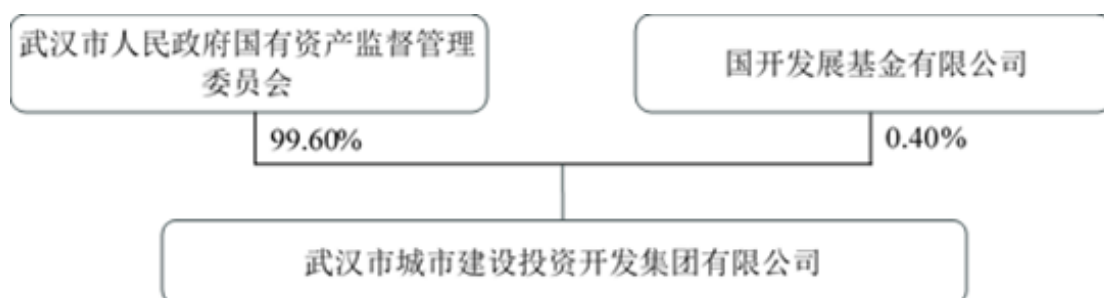 武汉市人民政府国有资产监督管理
委员会
国开发展基金有限公司
99.60%
0.40%
武汉市城市建设投资开发集团有限公司